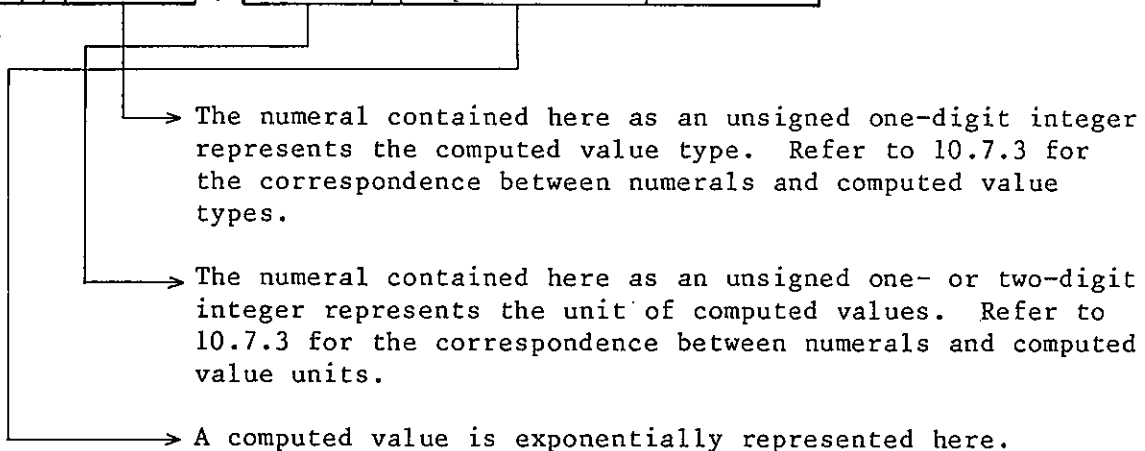 The numeral contained here as an unsigned one-digit integer
represents the computed value type. Refer to 10.7.3 for
the correspondence between numerals and computed value
types.
The numeral contained here as an unsigned one- or two-digit
integer represents the unit of computed values. Refer to
10.7.3 for the correspondence between numerals and computed
value units.
A computed value is exponentially represented here.